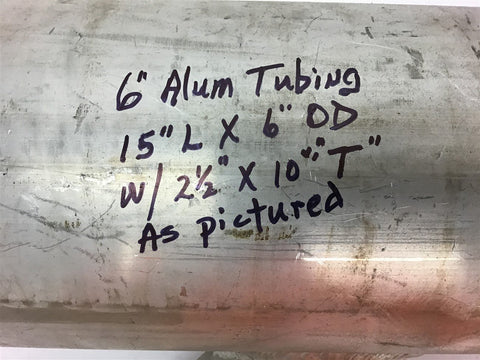 6" Alum Tubing
15" L X 6" OD
W/ 2½" X 10" "T"
As pictured